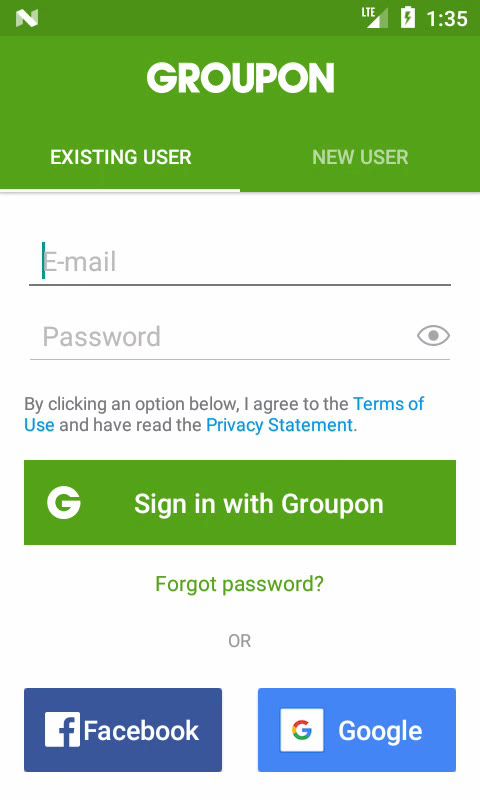 LTE 1:35
GROUPON
EXISTING USER NEW USER
E-mail
Password
By clicking an option below, I agree to the Terms of
Use and have read the Privacy Statement.
G Sign in with Groupon
Forgot password?
OR
f Facebook G Google